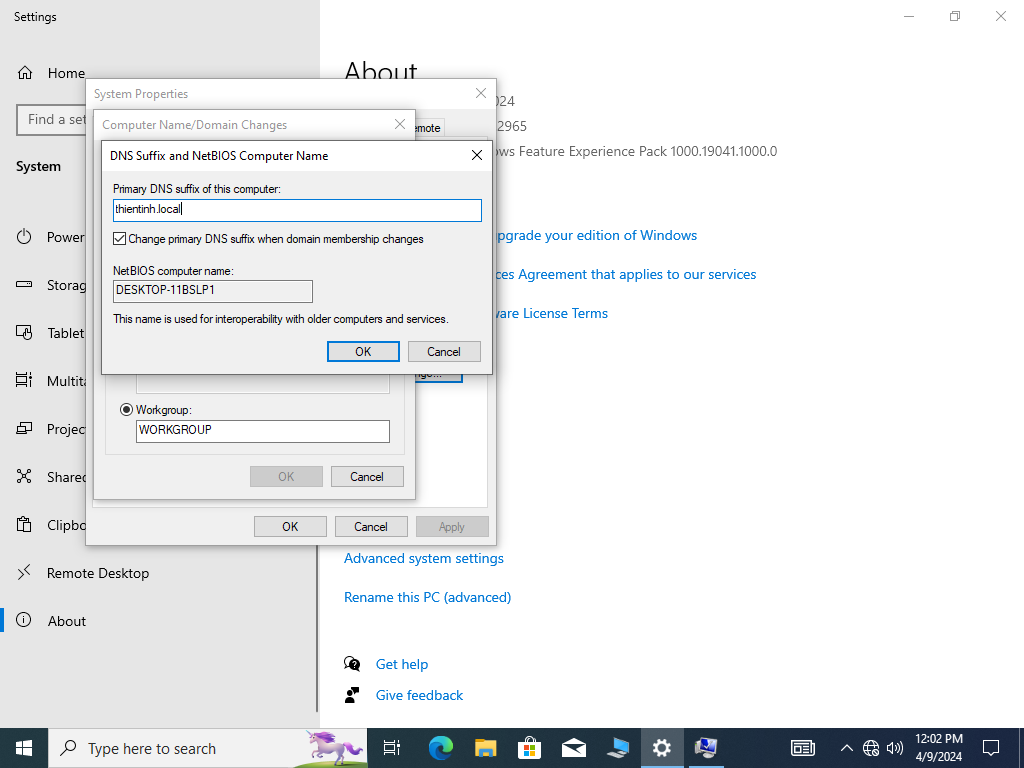 Settings
Home
About
System Properties
024
Find a set
Computer Name/Domain Changes
emote
2965
DNS Suffix and NetBIOS Computer Name
ows Feature Experience Pack 1000.19041.1000.0
System
Primary DNS suffix of this computer:
thientinh.local
Change primary DNS suffix when domain membership changes
Power
pgrade your edition of Windows
NetBIOS computer name:
DESKTOP-11BSLP1
ces Agreement that applies to our services
Storag
This name is used for interoperability with older computers and services.
ware License Terms
Tablet
OK
Cancel
Multita
Workgroup:
WORKGROUP
Projec
Shared
OK
Cancel
Clipbo
OK
Cancel
Apply
Advanced system settings
Remote Desktop
Rename this PC (advanced)
About
Get help
Give feedback
Type here to search
12:02 PM
4/9/2024